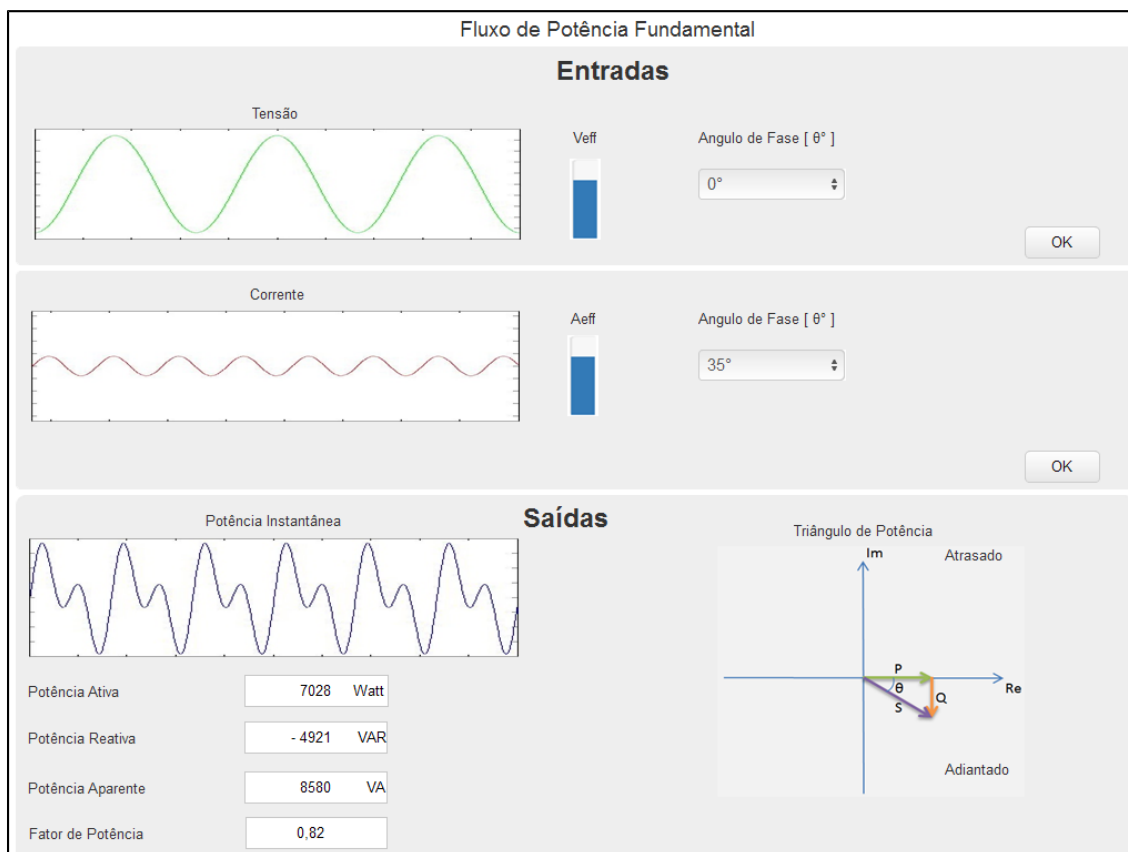 Fluxo de Potência Fundamental
Entradas
Tensão
Veff
Angulo de Fase [ θ° ]
0°
OK
Corrente
Aeff
Angulo de Fase [ θ° ]
35°
OK
Saídas
Potência Instantânea
Triângulo de Potência
Im
Atrasado
P
θ
Re
S
Q
Adiantado
Potência Ativa
7028 Watt
Potência Reativa
- 4921 VAR
Potência Aparente
8580 VA
Fator de Potência
0,82